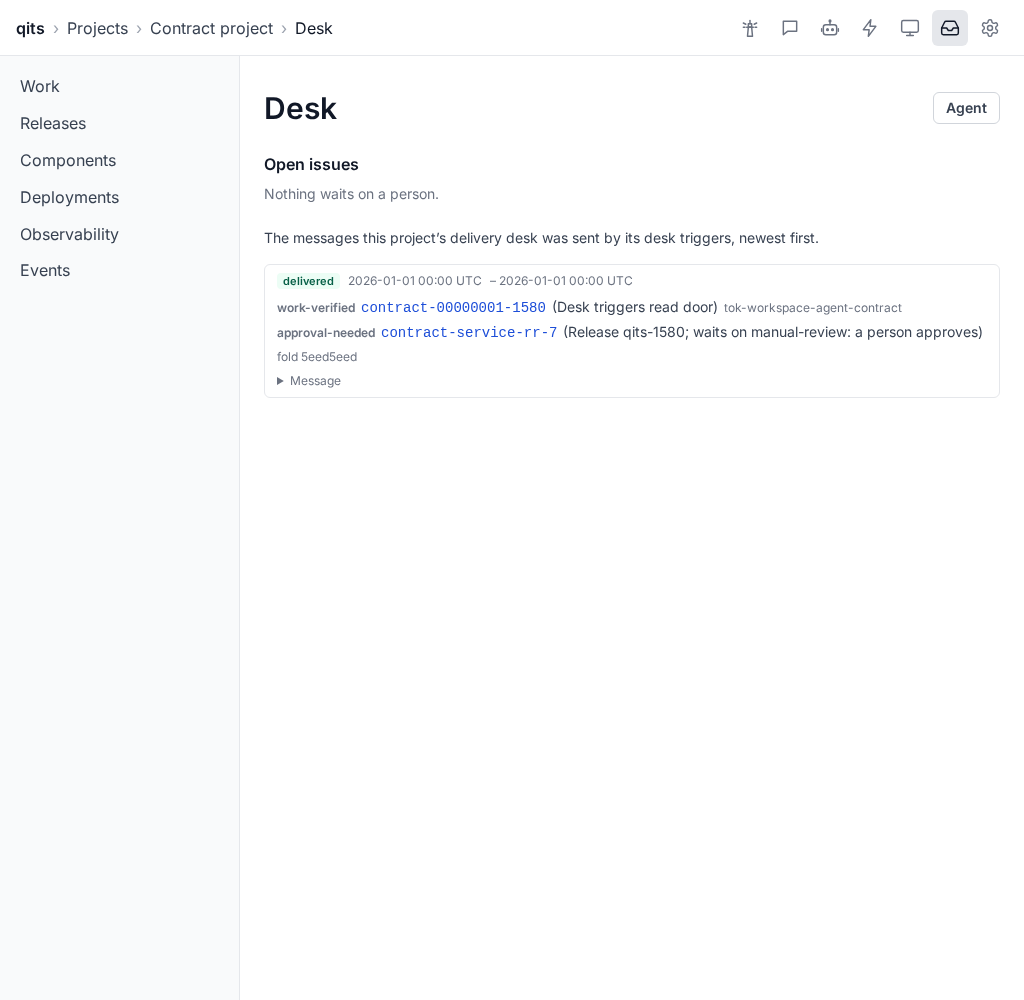 qits › Projects › Contract project › Desk
Work
Releases
Components
Deployments
Observability
Events
Desk
Agent
Open issues
Nothing waits on a person.
The messages this project’s delivery desk was sent by its desk triggers, newest first.
delivered 2026-01-01 00:00 UTC – 2026-01-01 00:00 UTC
work-verified contract-00000001-1580 (Desk triggers read door) tok-workspace-agent-contract
approval-needed contract-service-rr-7 (Release qits-1580; waits on manual-review: a person approves)
fold 5eed5eed
Message